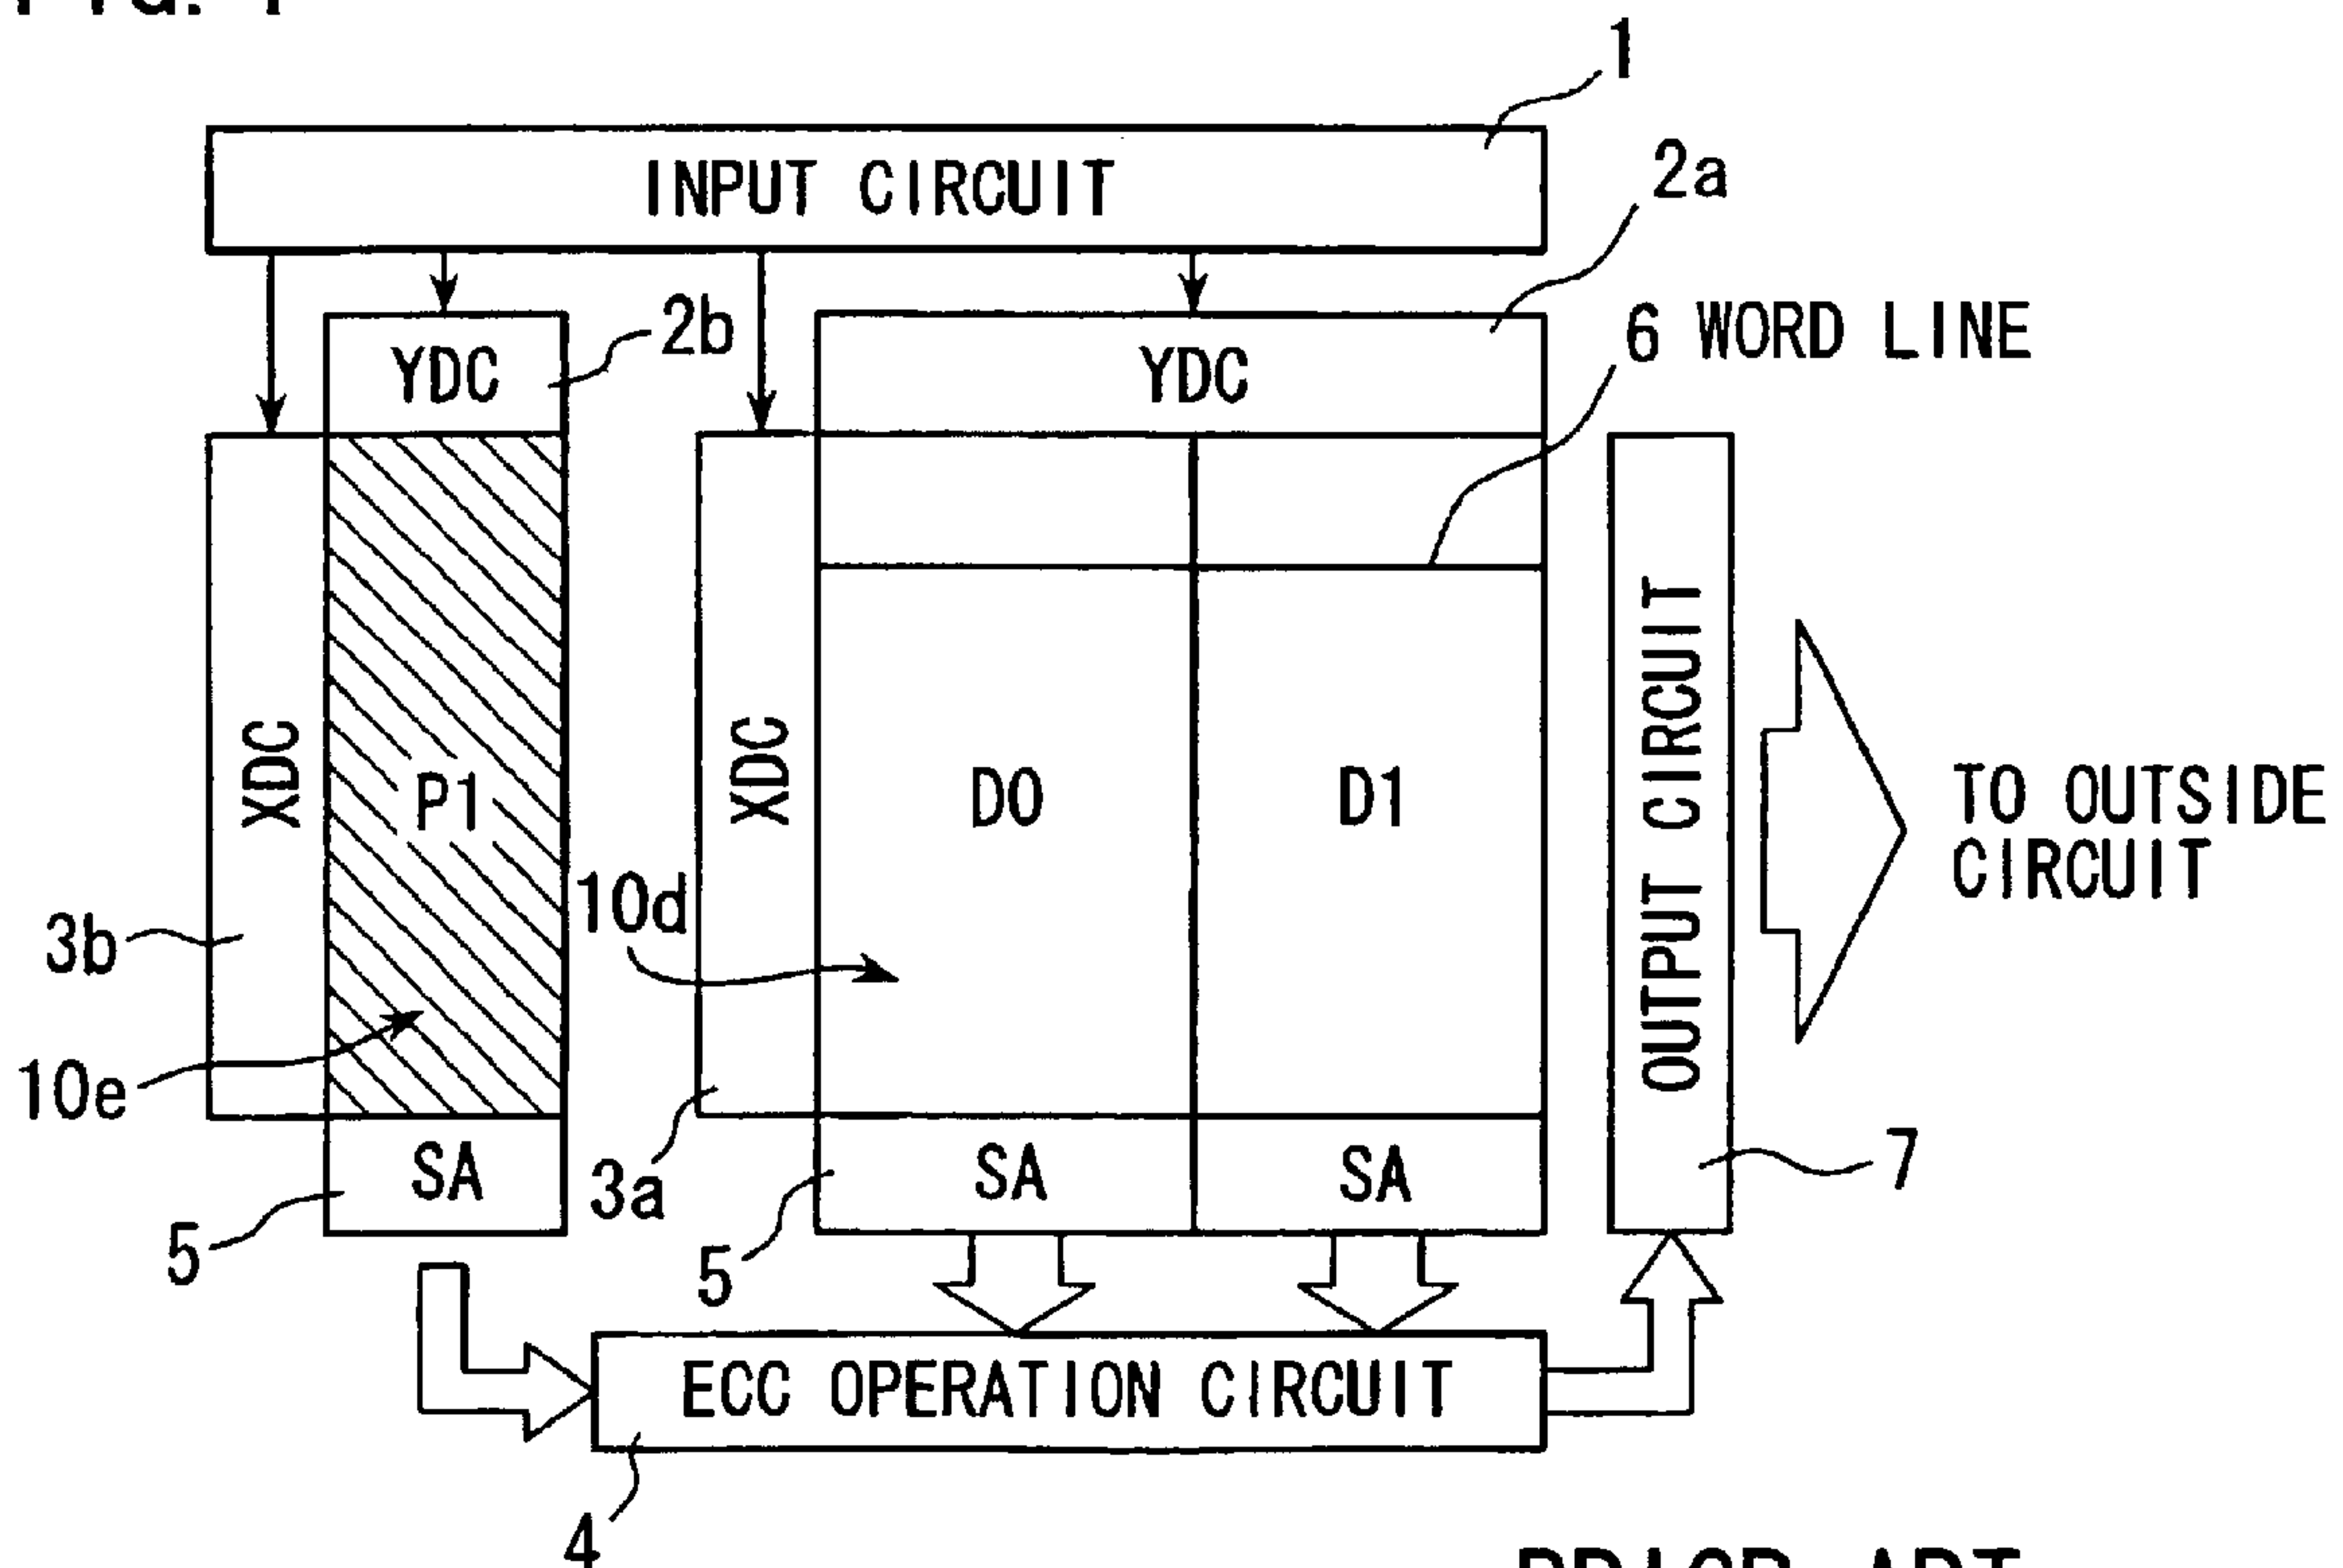 1
INPUT CIRCUIT
2a
2b
6 WORD LINE
YDC
YDC
XDC
P1
XDC
D0
D1
OUTPUT CIRCUIT
TO OUTSIDE
CIRCUIT
10d
3b
10e
SA
3a
SA
SA
7
5
5
ECC OPERATION CIRCUIT
4